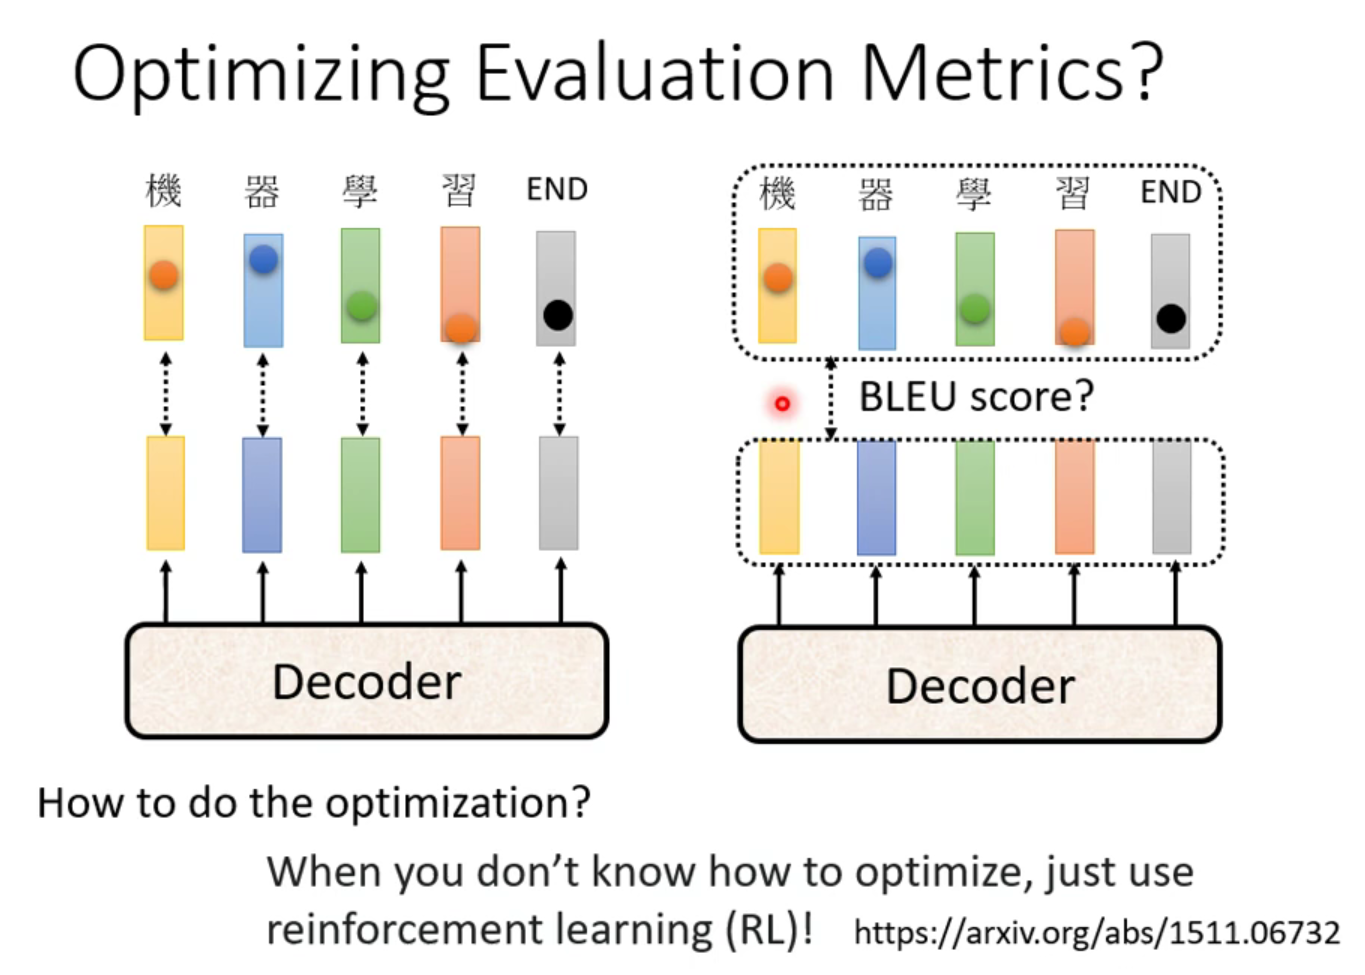 Optimizing Evaluation Metrics?
機 器 學 習 END
機 器 學 習 END
BLEU score?
Decoder
Decoder
How to do the optimization?
When you don't know how to optimize, just use
reinforcement learning (RL)! https://arxiv.org/abs/1511.06732